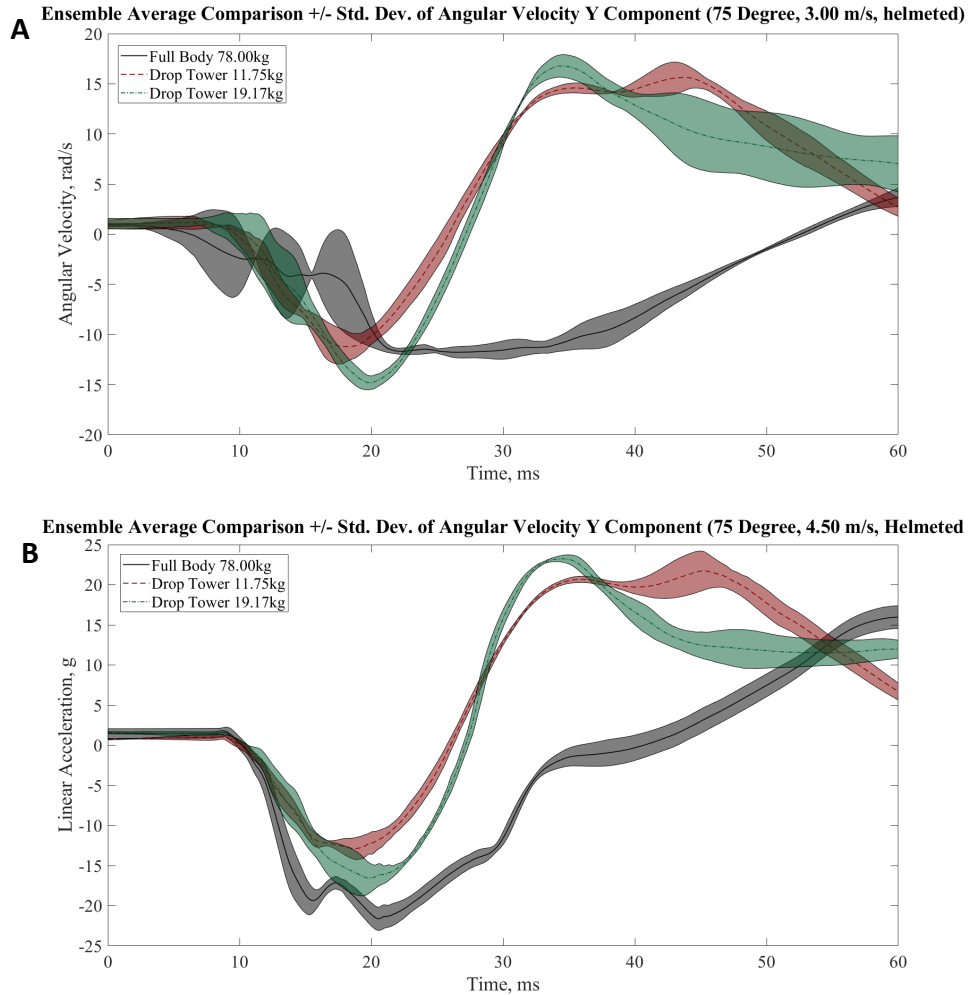 Ensemble Average Comparison +/- Std. Dev. of Angular Velocity Y Component (75 Degree, 3.00 m/s, helmeted)
A
20
15
10
5
0
-5
-10
-15
-20
Angular Velocity, rad/s
Full Body 78.00kg
Drop Tower 11.75kg
Drop Tower 19.17kg
0 10 20 30 40 50 60
Time, ms
Ensemble Average Comparison +/- Std. Dev. of Angular Velocity Y Component (75 Degree, 4.50 m/s, Helmeted
B
25
20
15
10
5
0
-5
-10
-15
-20
-25
Linear Acceleration, g
Full Body 78.00kg
Drop Tower 11.75kg
Drop Tower 19.17kg
0 10 20 30 40 50 60
Time, ms